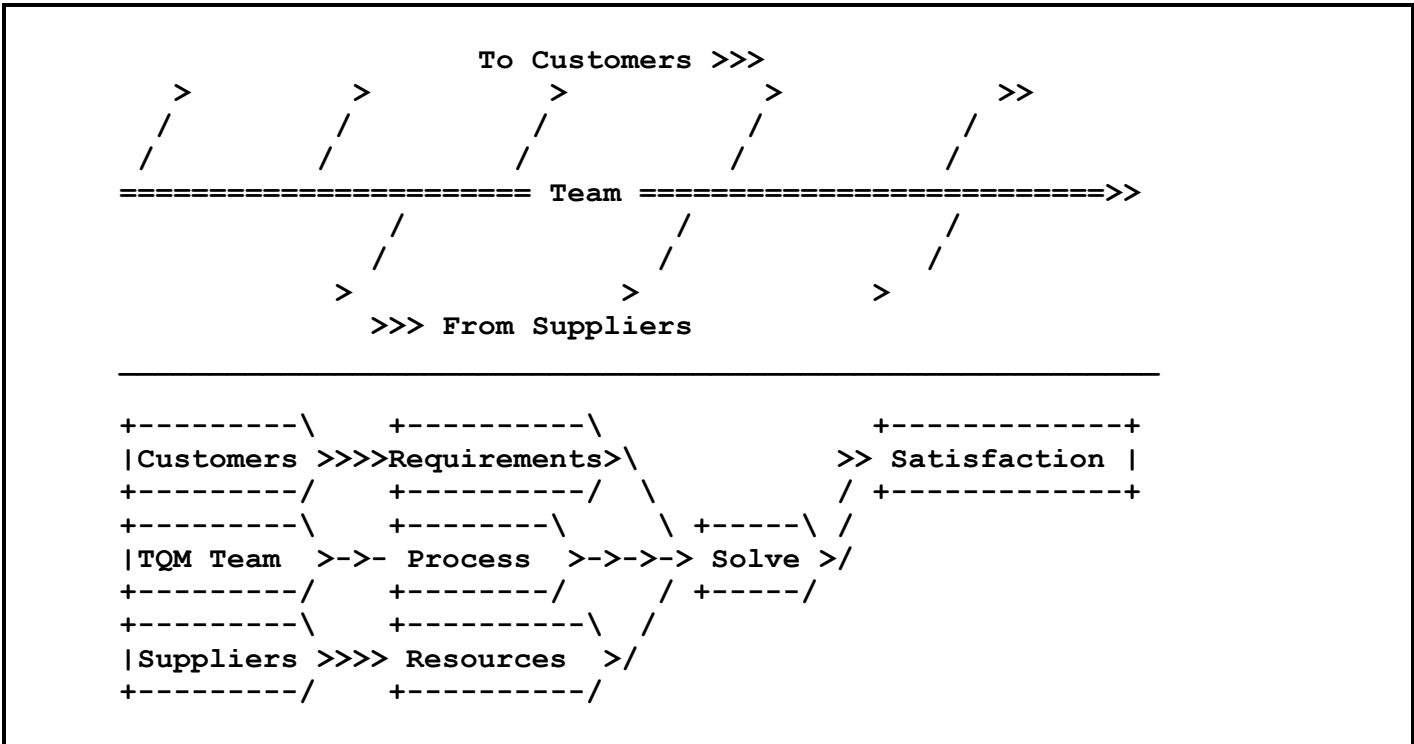 To Customers >>>
> > > > >>
/ / / / /
/ / / / /
======================= Team ==========================>>
/ / /
/ / /
> > >
>>> From Suppliers
+---------\ +----------\ +-------------+
|Customers >>>>Requirements>\ >> Satisfaction |
+---------/ +----------/ \ / +-------------+
+---------\ +--------\ \ +-----\ /
|TQM Team >->- Process >->->-> Solve >/
+---------/ +--------/ / +-----/
+---------\ +----------\ /
|Suppliers >>>> Resources >/
+---------/ +----------/